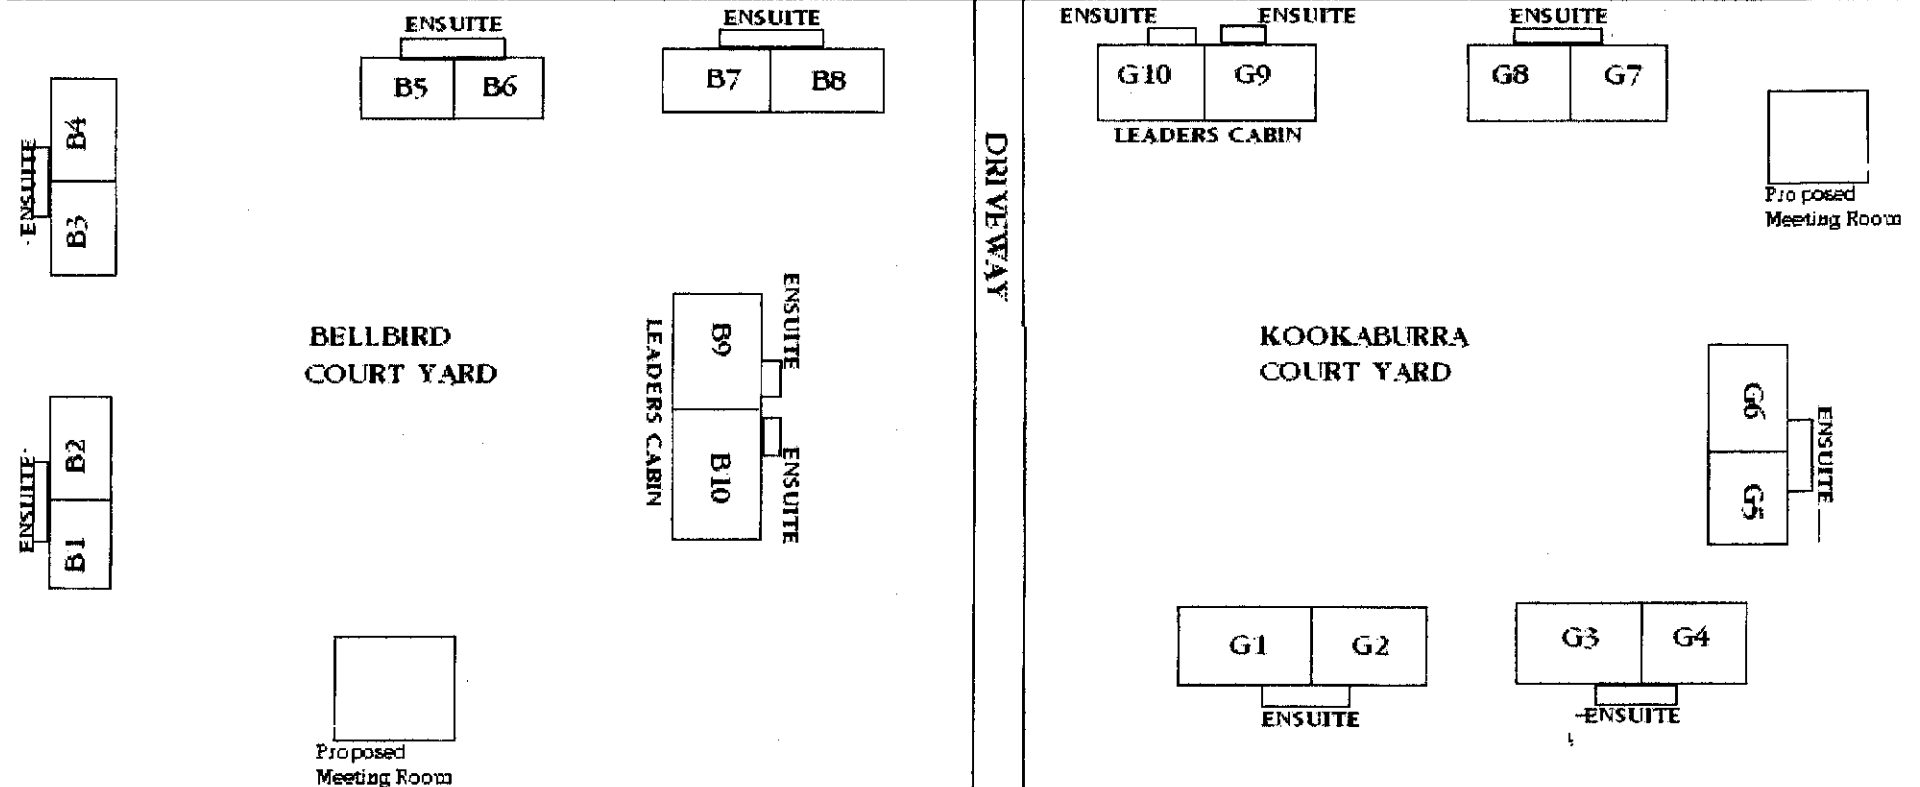 ENSUITE
B5 B6
ENSUITE
B7 B8
ENSUITE
B4
B3
BELLBIRD
COURT YARD
LEADERS CABIN
B9
B10
ENSUITE
ENSUITE
ENSUITE
B2
B1
Proposed
Meeting Room
DRIVEWAY
ENSUITE ENSUITE
G10 G9
LEADERS CABIN
ENSUITE
G8 G7
Proposed
Meeting Room
KOOKABURRA
COURT YARD
G6
G5
ENSUITE
G1 G2
ENSUITE
G3 G4
ENSUITE